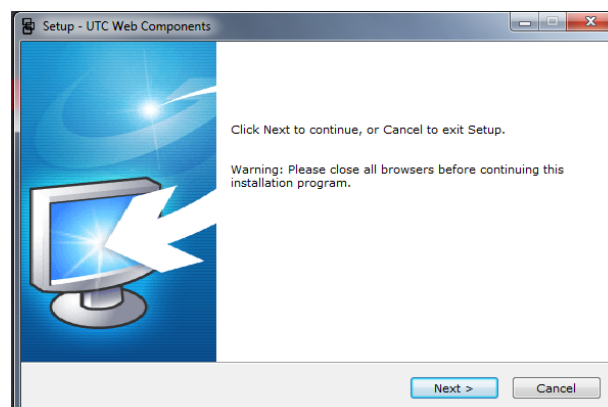 Setup - UTC Web Components
Click Next to continue, or Cancel to exit Setup.
Warning: Please close all browsers before continuing this
installation program.
Next >
Cancel